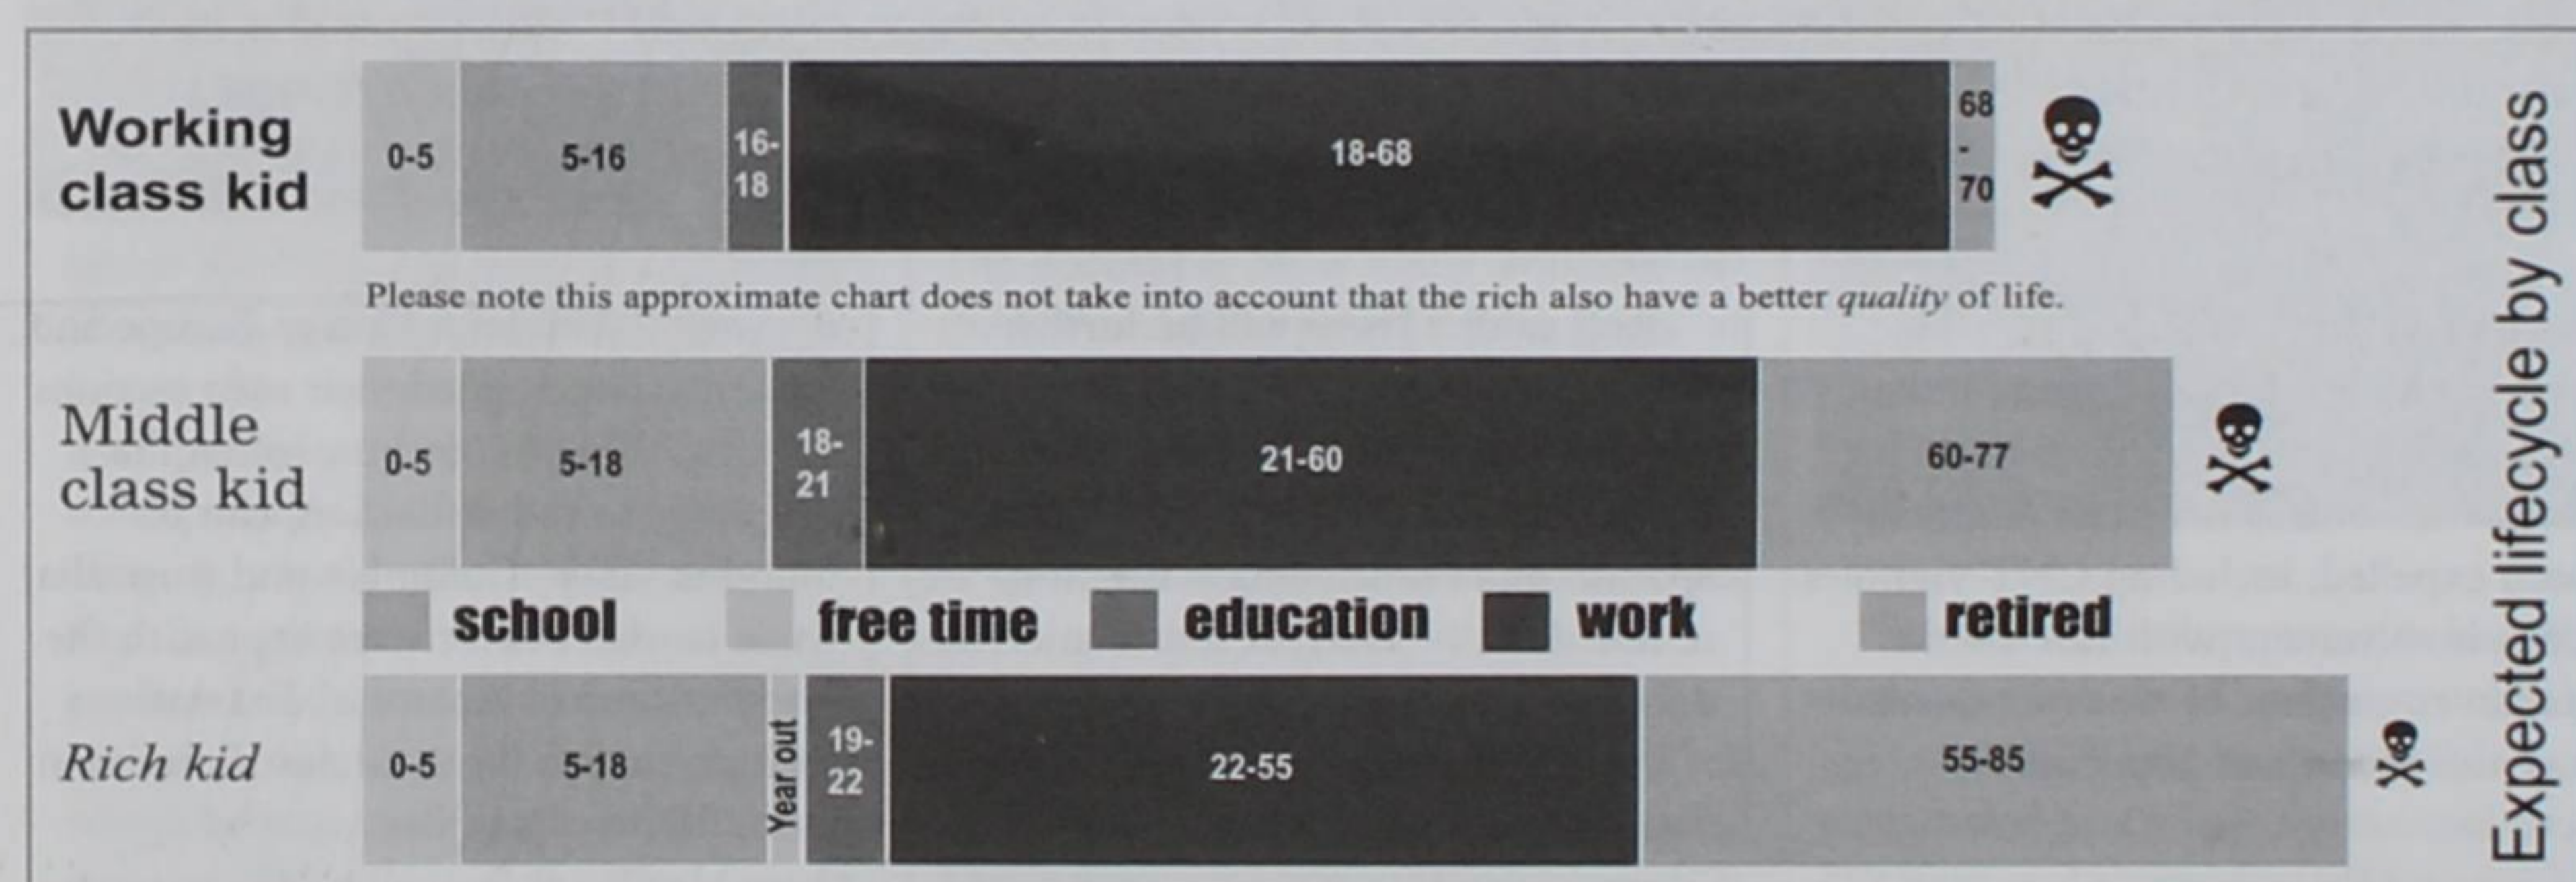 Working
class kid
0-5
5-16
16-
18
18-68
68
-
70
Please note this approximate chart does not take into account that the rich also have a better quality of life.
Middle
class kid
0-5
5-18
18-
21
21-60
60-77
school
free time
education
work
retired
Rich kid
0-5
5-18
Year out
19-
22
22-55
55-85
Expected lifecycle by class